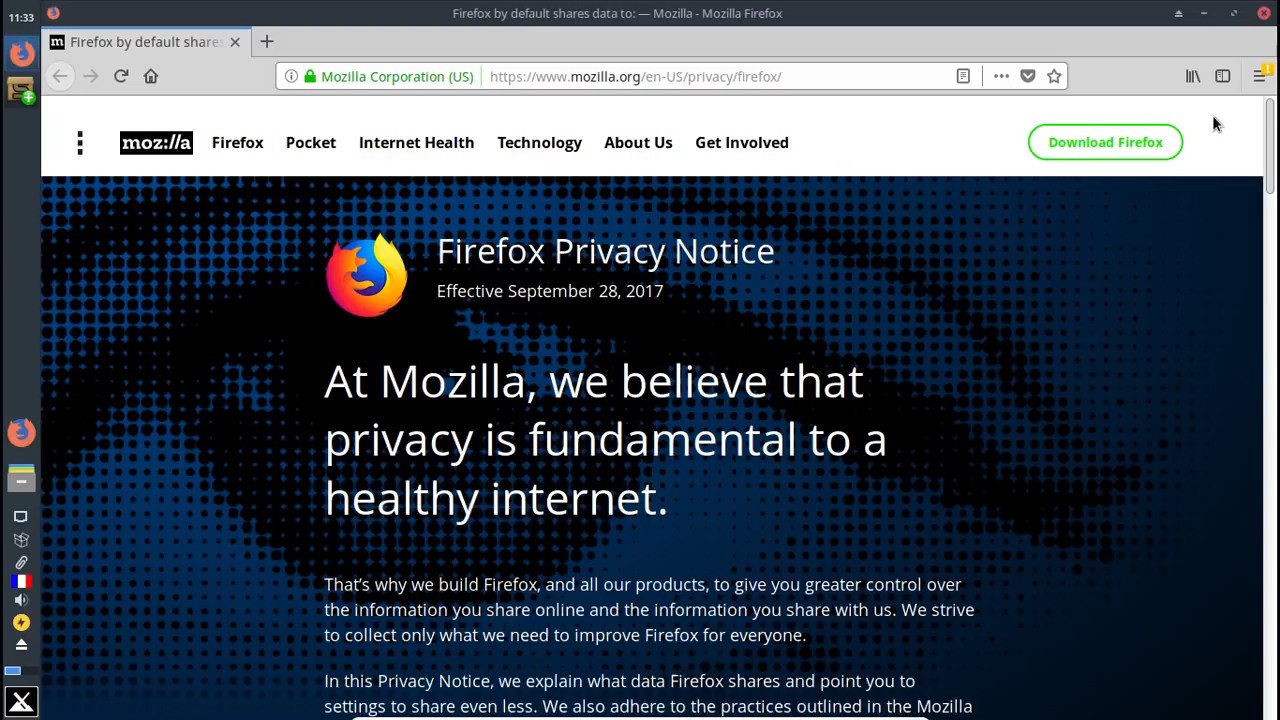 11:33
Firefox by default shares data to: — Mozilla - Mozilla Firefox
m Firefox by default shares
Mozilla Corporation (US) https://www.mozilla.org/en-US/privacy/firefox/
moz://a Firefox Pocket Internet Health Technology About Us Get Involved Download Firefox
Firefox Privacy Notice
Effective September 28, 2017
At Mozilla, we believe that
privacy is fundamental to a
healthy internet.
That’s why we build Firefox, and all our products, to give you greater control over
the information you share online and the information you share with us. We strive
to collect only what we need to improve Firefox for everyone.
In this Privacy Notice, we explain what data Firefox shares and point you to
settings to share even less. We also adhere to the practices outlined in the Mozilla